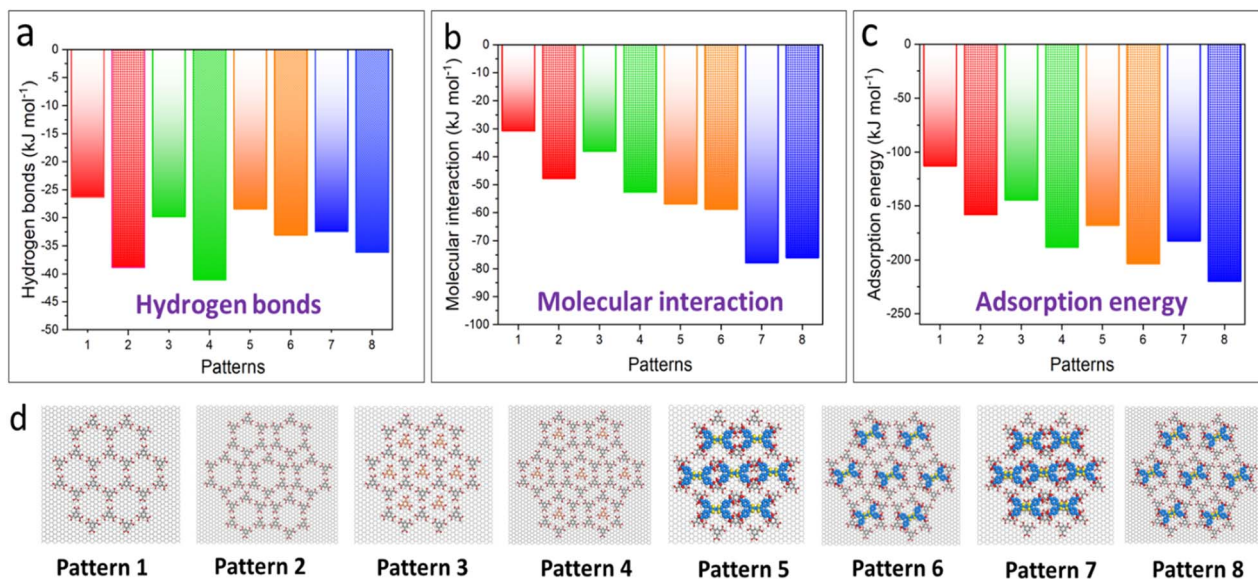 a
0
-5
-10
-15
-20
-25
-30
-35
-40
-45
-50
Hydrogen bonds (kJ mol⁻¹)
Hydrogen bonds
1 2 3 4 5 6 7 8
Patterns
b
0
-10
-20
-30
-40
-50
-60
-70
-80
-90
-100
Molecular interaction (kJ mol⁻¹)
Molecular interaction
1 2 3 4 5 6 7 8
Patterns
c
0
-50
-100
-150
-200
-250
Adsorption energy (kJ mol⁻¹)
Adsorption energy
1 2 3 4 5 6 7 8
Patterns
d
Pattern 1 Pattern 2 Pattern 3 Pattern 4 Pattern 5 Pattern 6 Pattern 7 Pattern 8